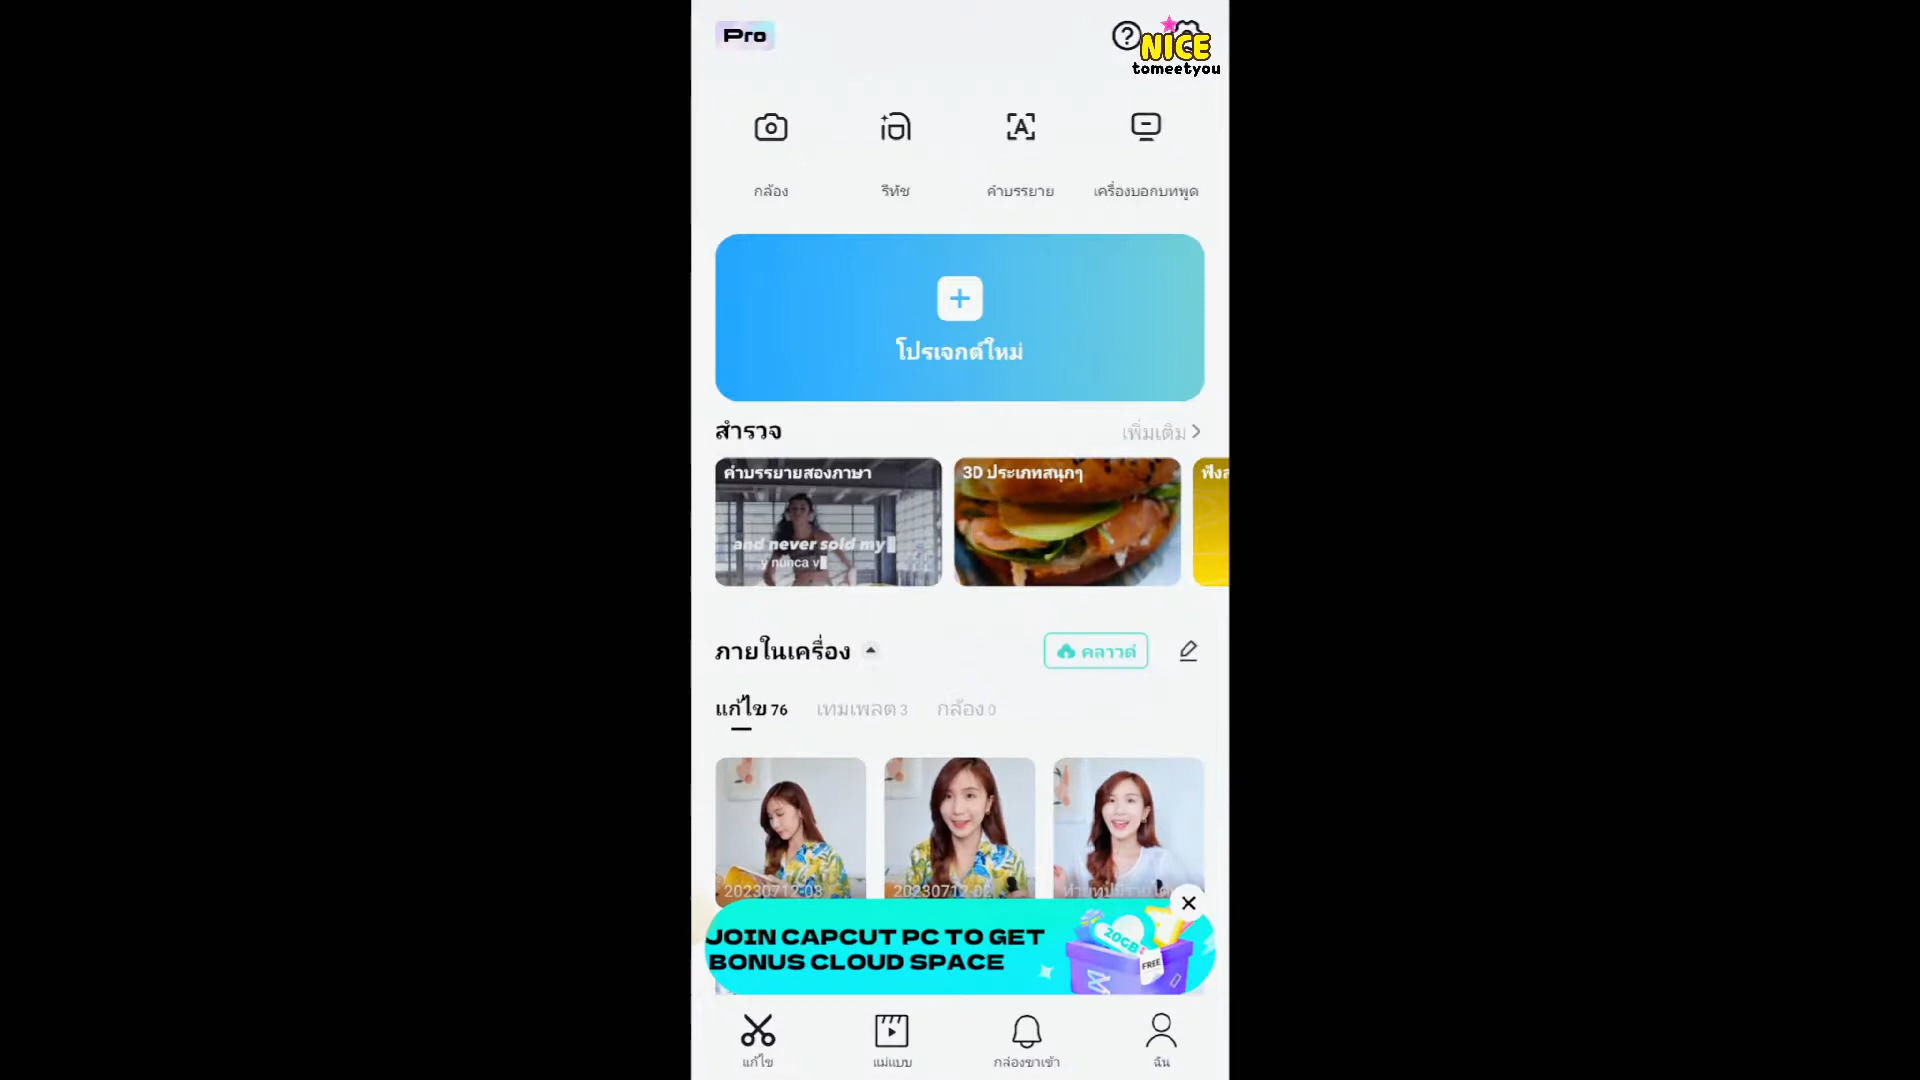 Pro
NICE
tomeetyou
กล้อง
รีทัช
คำบรรยาย
เครื่องบอกบทพูด
โปรเจกต์ใหม่
สำรวจ
เพิ่มเติม
คำบรรยายสองภาษา
3D ประเภทสนุกๆ
and never sold my
y nunca v
ภายในเครื่อง
คลาวด์
แก้ไข 76
เทมเพลต 3
กล้อง 0
20230712-03
20230712-02
JOIN CAPCUT PC TO GET
BONUS CLOUD SPACE
20GB
FREE
แก้ไข
แม่แบบ
กล่องขาเข้า
ฉัน